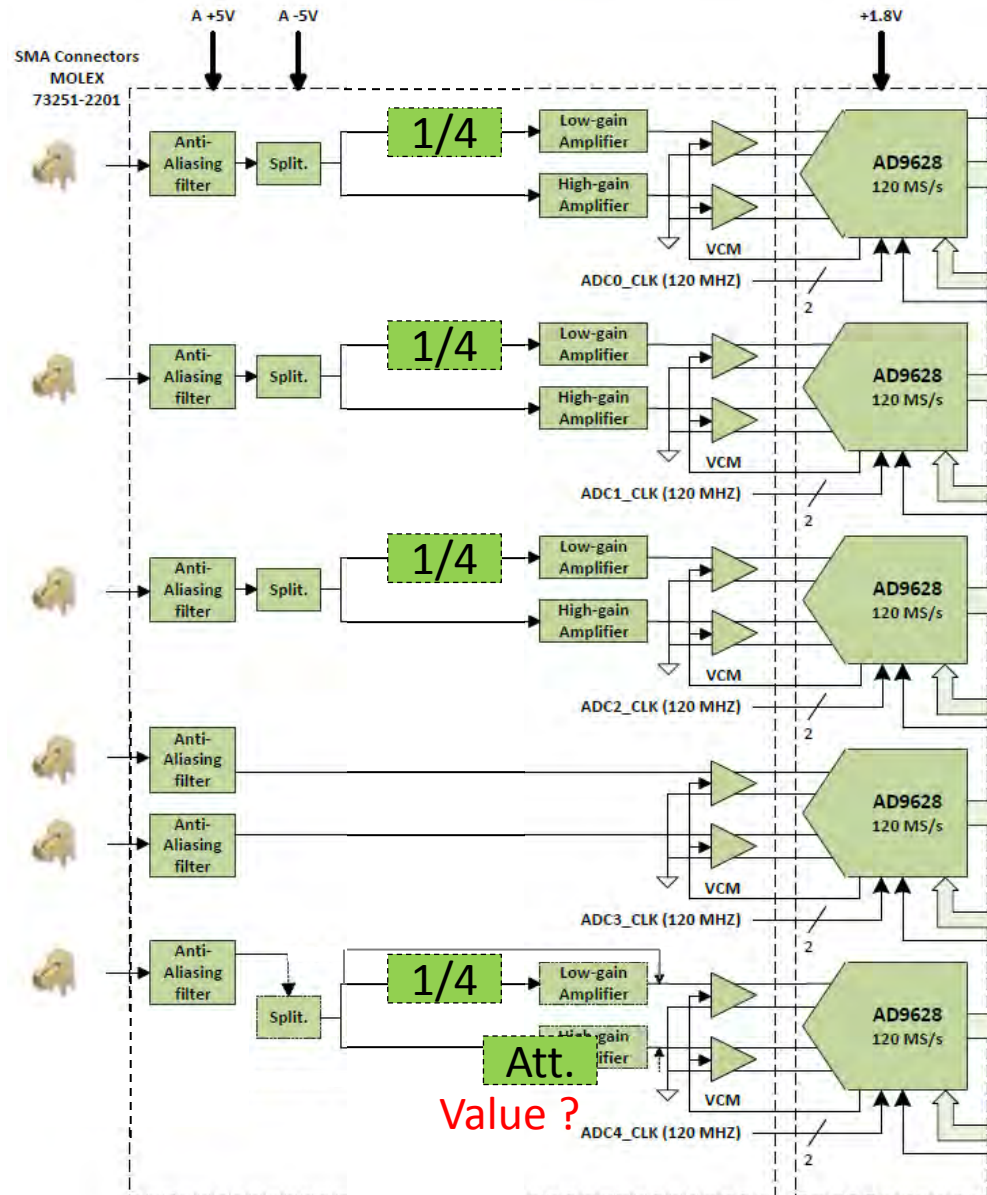 A +5V
A -5V
+1.8V
SMA Connectors
MOLEX
73251-2201
Anti-
Aliasing
filter
Split.
1/4
Low-gain
Amplifier
High-gain
Amplifier
VCM
ADC0_CLK (120 MHZ)
2
AD9628
120 MS/s
Anti-
Aliasing
filter
Split.
1/4
Low-gain
Amplifier
High-gain
Amplifier
VCM
ADC1_CLK (120 MHZ)
2
AD9628
120 MS/s
Anti-
Aliasing
filter
Split.
1/4
Low-gain
Amplifier
High-gain
Amplifier
VCM
ADC2_CLK (120 MHZ)
2
AD9628
120 MS/s
Anti-
Aliasing
filter
Anti-
Aliasing
filter
VCM
ADC3_CLK (120 MHZ)
2
AD9628
120 MS/s
Anti-
Aliasing
filter
Split.
1/4
Low-gain
Amplifier
Att.
Value ?
VCM
ADC4_CLK (120 MHZ)
2
AD9628
120 MS/s